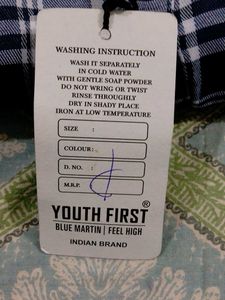 WASHING INSTRUCTION
WASH IT SEPARATELY
IN COLD WATER
WITH GENTLE SOAP POWDER
DO NOT WRING OR TWIST
RINSE THROUGHLY
DRY IN SHADY PLACE
IRON AT LOW TEMPERATURE
SIZE :
COLOUR :
D. NO. :
M.R.P. :
YOUTH FIRST ®
BLUE MARTIN | FEEL HIGH
INDIAN BRAND